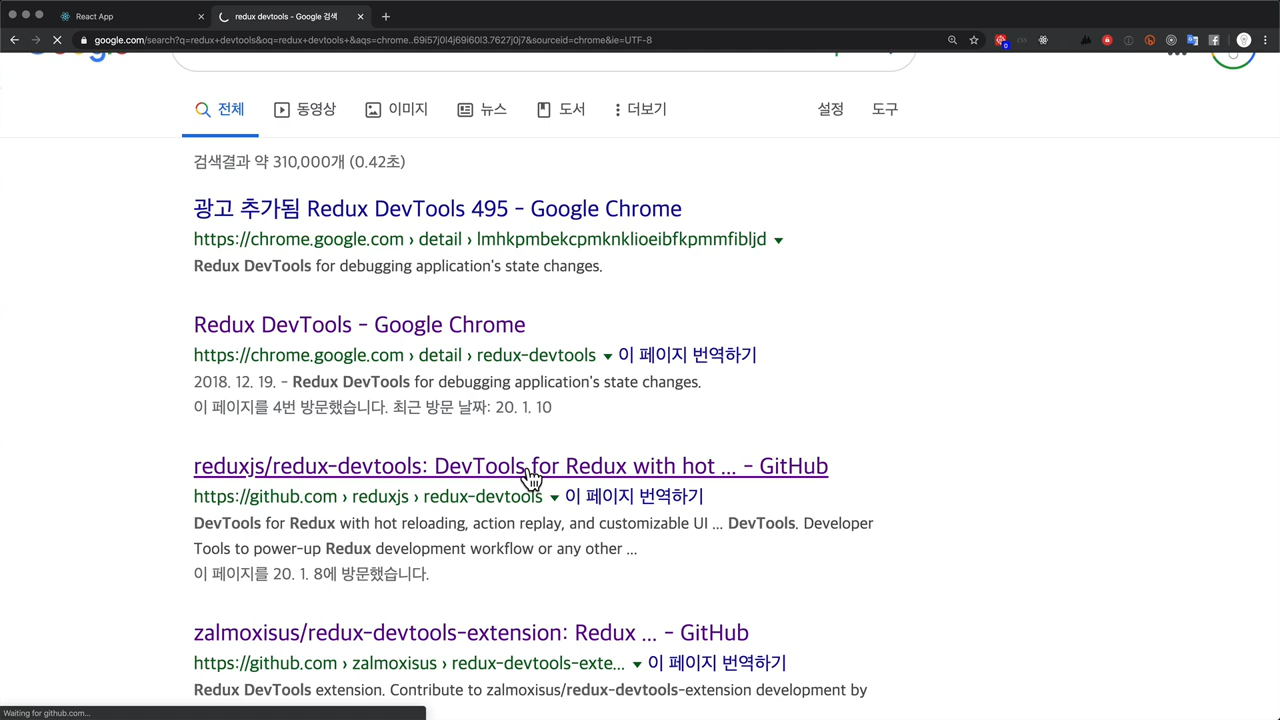 React App
redux devtools - Google 검색
google.com/search?q=redux+devtools&oq=redux+devtools+&aqs=chrome..69i57j0l4j69i60l3.7627j0j7&sourceid=chrome&ie=UTF-8
전체
동영상
이미지
뉴스
도서
더보기
설정
도구
검색결과 약 310,000개 (0.42초)
광고 추가됨 Redux DevTools 495 - Google Chrome
https://chrome.google.com › detail › lmhkpmbekcpmknklioeibfkpmmfibljd
Redux DevTools for debugging application's state changes.
Redux DevTools - Google Chrome
https://chrome.google.com › detail › redux-devtools 이 페이지 번역하기
2018. 12. 19. - Redux DevTools for debugging application's state changes.
이 페이지를 4번 방문했습니다. 최근 방문 날짜: 20. 1. 10
reduxjs/redux-devtools: DevTools for Redux with hot ... - GitHub
https://github.com › reduxjs › redux-devtools 이 페이지 번역하기
DevTools for Redux with hot reloading, action replay, and customizable UI ... DevTools. Developer
Tools to power-up Redux development workflow or any other ...
이 페이지를 20. 1. 8에 방문했습니다.
zalmoxisus/redux-devtools-extension: Redux ... - GitHub
https://github.com › zalmoxisus › redux-devtools-exte... 이 페이지 번역하기
Redux DevTools extension. Contribute to zalmoxisus/redux-devtools-extension development by
Waiting for github.com...